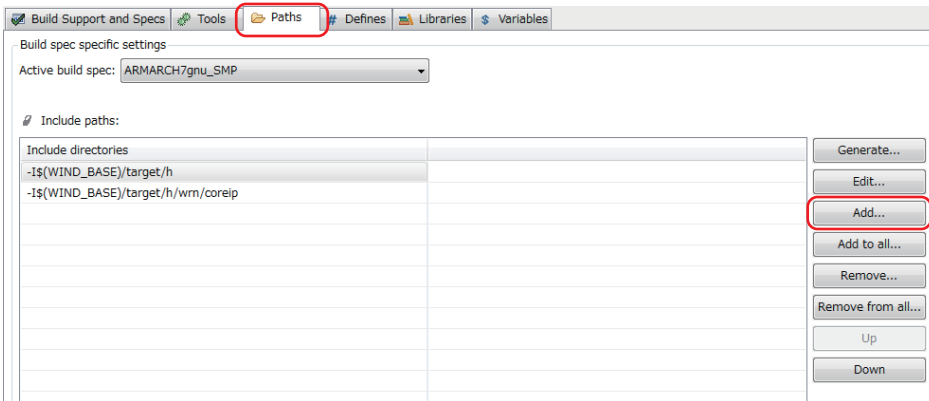 Build Support and Specs Tools Paths # Defines Libraries $ Variables
Build spec specific settings
Active build spec: ARMARCH7gnu_SMP
Include paths:
Include directories
-I$(WIND_BASE)/target/h
-I$(WIND_BASE)/target/h/wrn/coreip
Generate...
Edit...
Add...
Add to all...
Remove...
Remove from all...
Up
Down